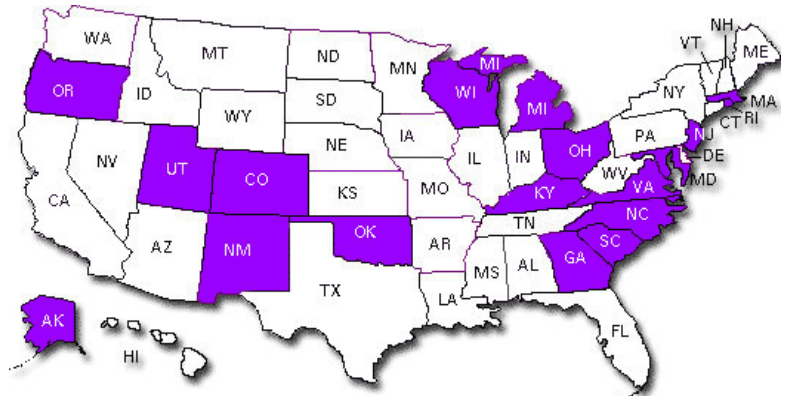 NH
VT
ME
WA
MT
ND
MN
MI
OR
ID
SD
WI
NY
MA
WY
MI
CT RI
NV
UT
NE
IA
PA
NJ
CO
IL
IN
OH
DE
WV
MD
CA
KS
MO
KY
VA
AZ
NM
OK
AR
TN
NC
SC
MS
AL
GA
TX
LA
AK
FL
HI